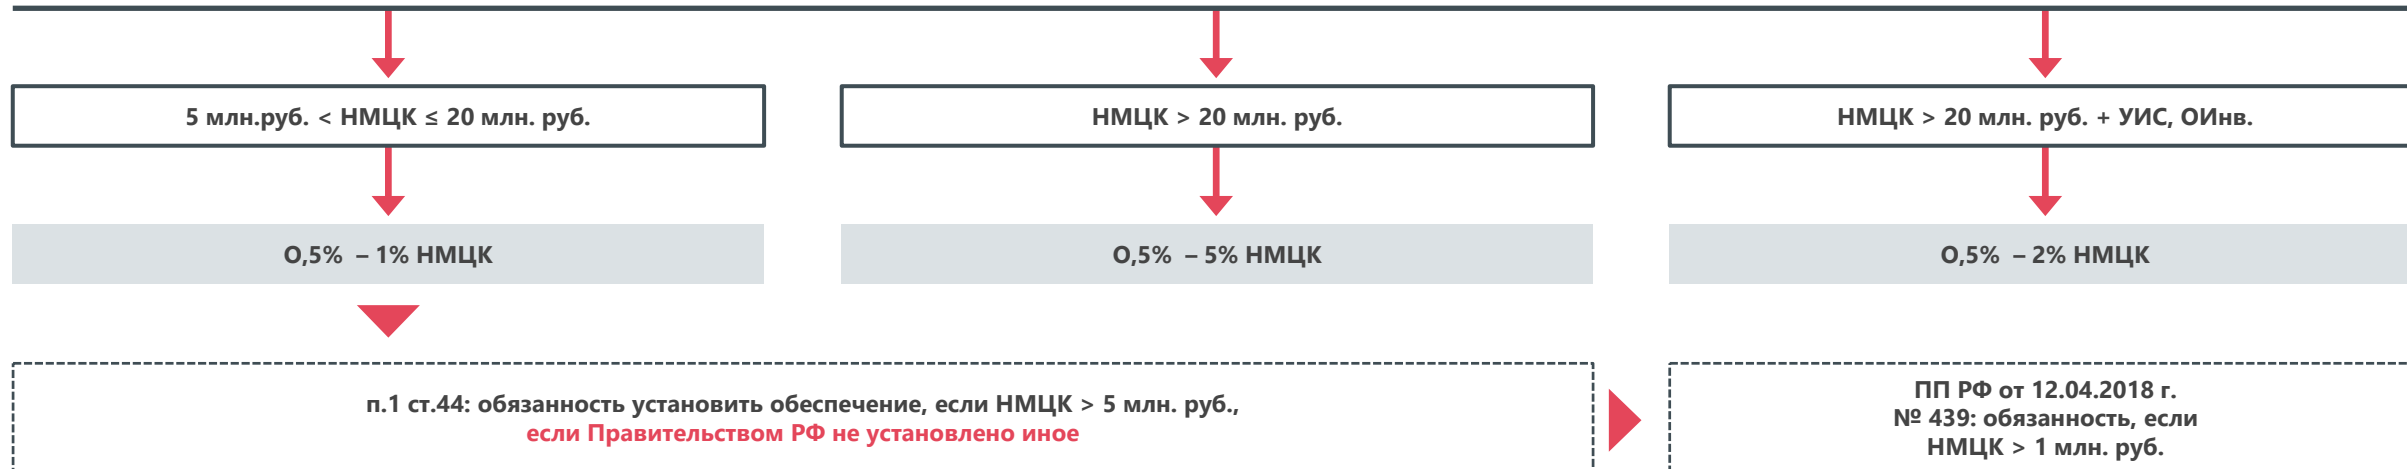 5 млн.руб. < НМЦК ≤ 20 млн. руб.
НМЦК > 20 млн. руб.
НМЦК > 20 млн. руб. + УИС, ОИнв.
О,5% – 1% НМЦК
О,5% – 5% НМЦК
О,5% – 2% НМЦК
п.1 ст.44: обязанность установить обеспечение, если НМЦК > 5 млн. руб.,
если Правительством РФ не установлено иное
ПП РФ от 12.04.2018 г.
№ 439: обязанность, если
НМЦК > 1 млн. руб.